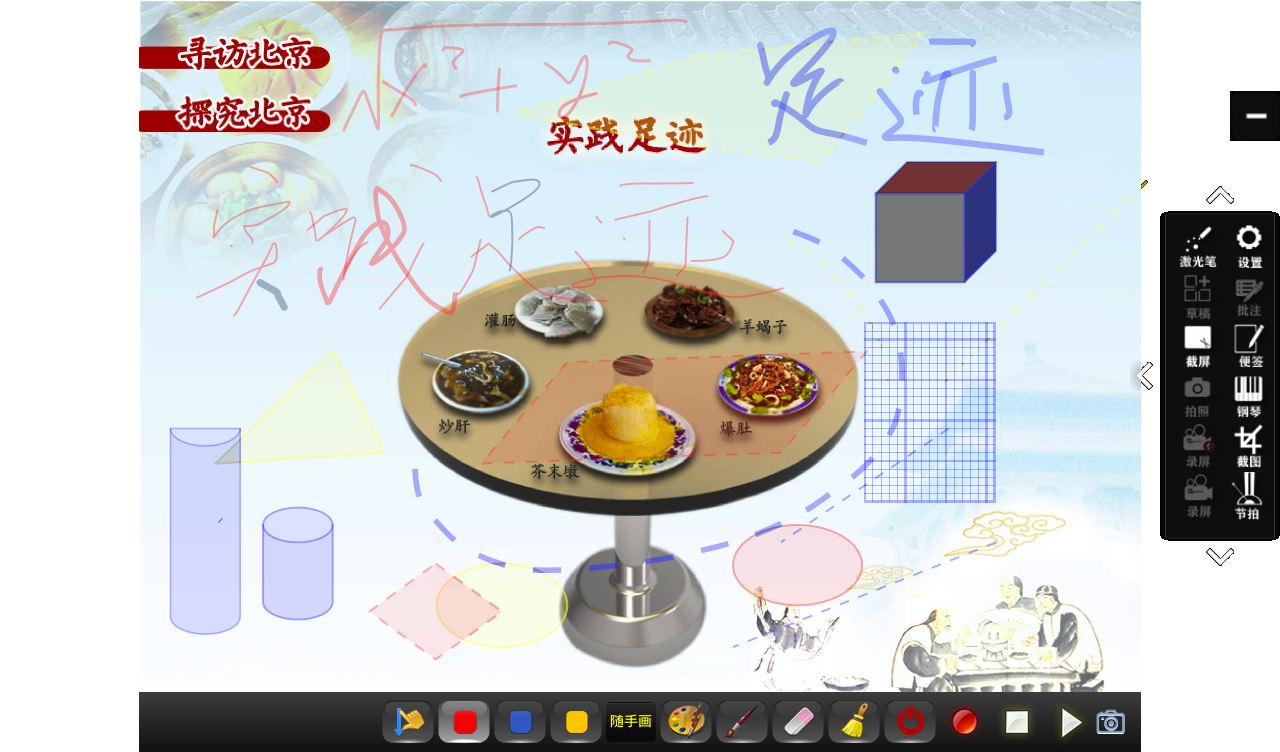 寻访北京
探究北京
√x²+y²
足迹
实践足迹
实践足迹
灌肠
羊蝎子
炒肝
爆肚
芥末墩
激光笔 设置
草稿 批注
截屏 便签
拍照 钢琴
录屏 截图
录屏 节拍
随手画